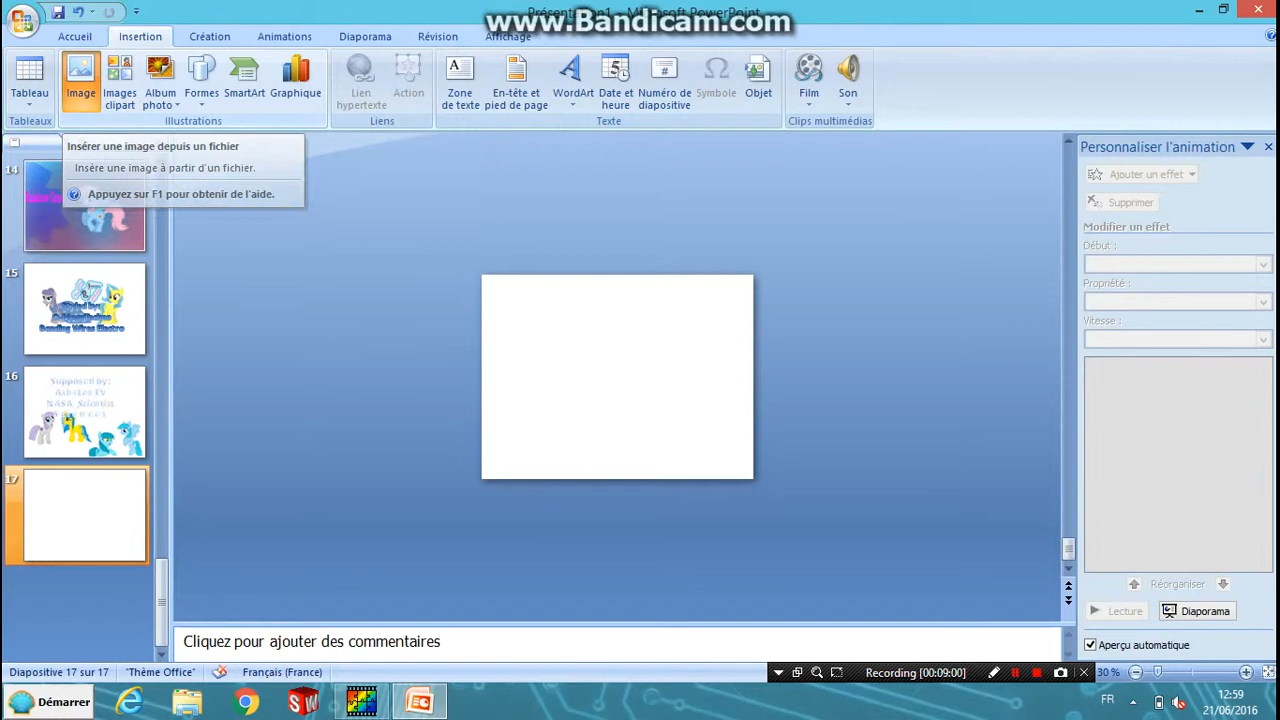 www.Bandicam.com
Accueil Insertion Création Animations Diaporama Révision Affichage
Tableau Image Images clipart Album photo Formes SmartArt Graphique Lien hypertexte Action Zone de texte En-tête et pied de page WordArt Date et heure Numéro de diapositive Symbole Objet Film Son
Tableaux Illustrations Liens Texte Clips multimédias
Insérer une image depuis un fichier
Insère une image à partir d'un fichier.
Appuyez sur F1 pour obtenir de l'aide.
14
15
Bending Wires Electro
16
Supposed by:
17
Personnaliser l'animation
Ajouter un effet
Supprimer
Modifier un effet
Début :
Propriété :
Vitesse :
Réorganiser
Lecture Diaporama
Aperçu automatique
Cliquez pour ajouter des commentaires
Diapositive 17 sur 17 "Thème Office" Français (France) Recording [00:09:00] 30 %
Démarrer FR 12:59
21/06/2016